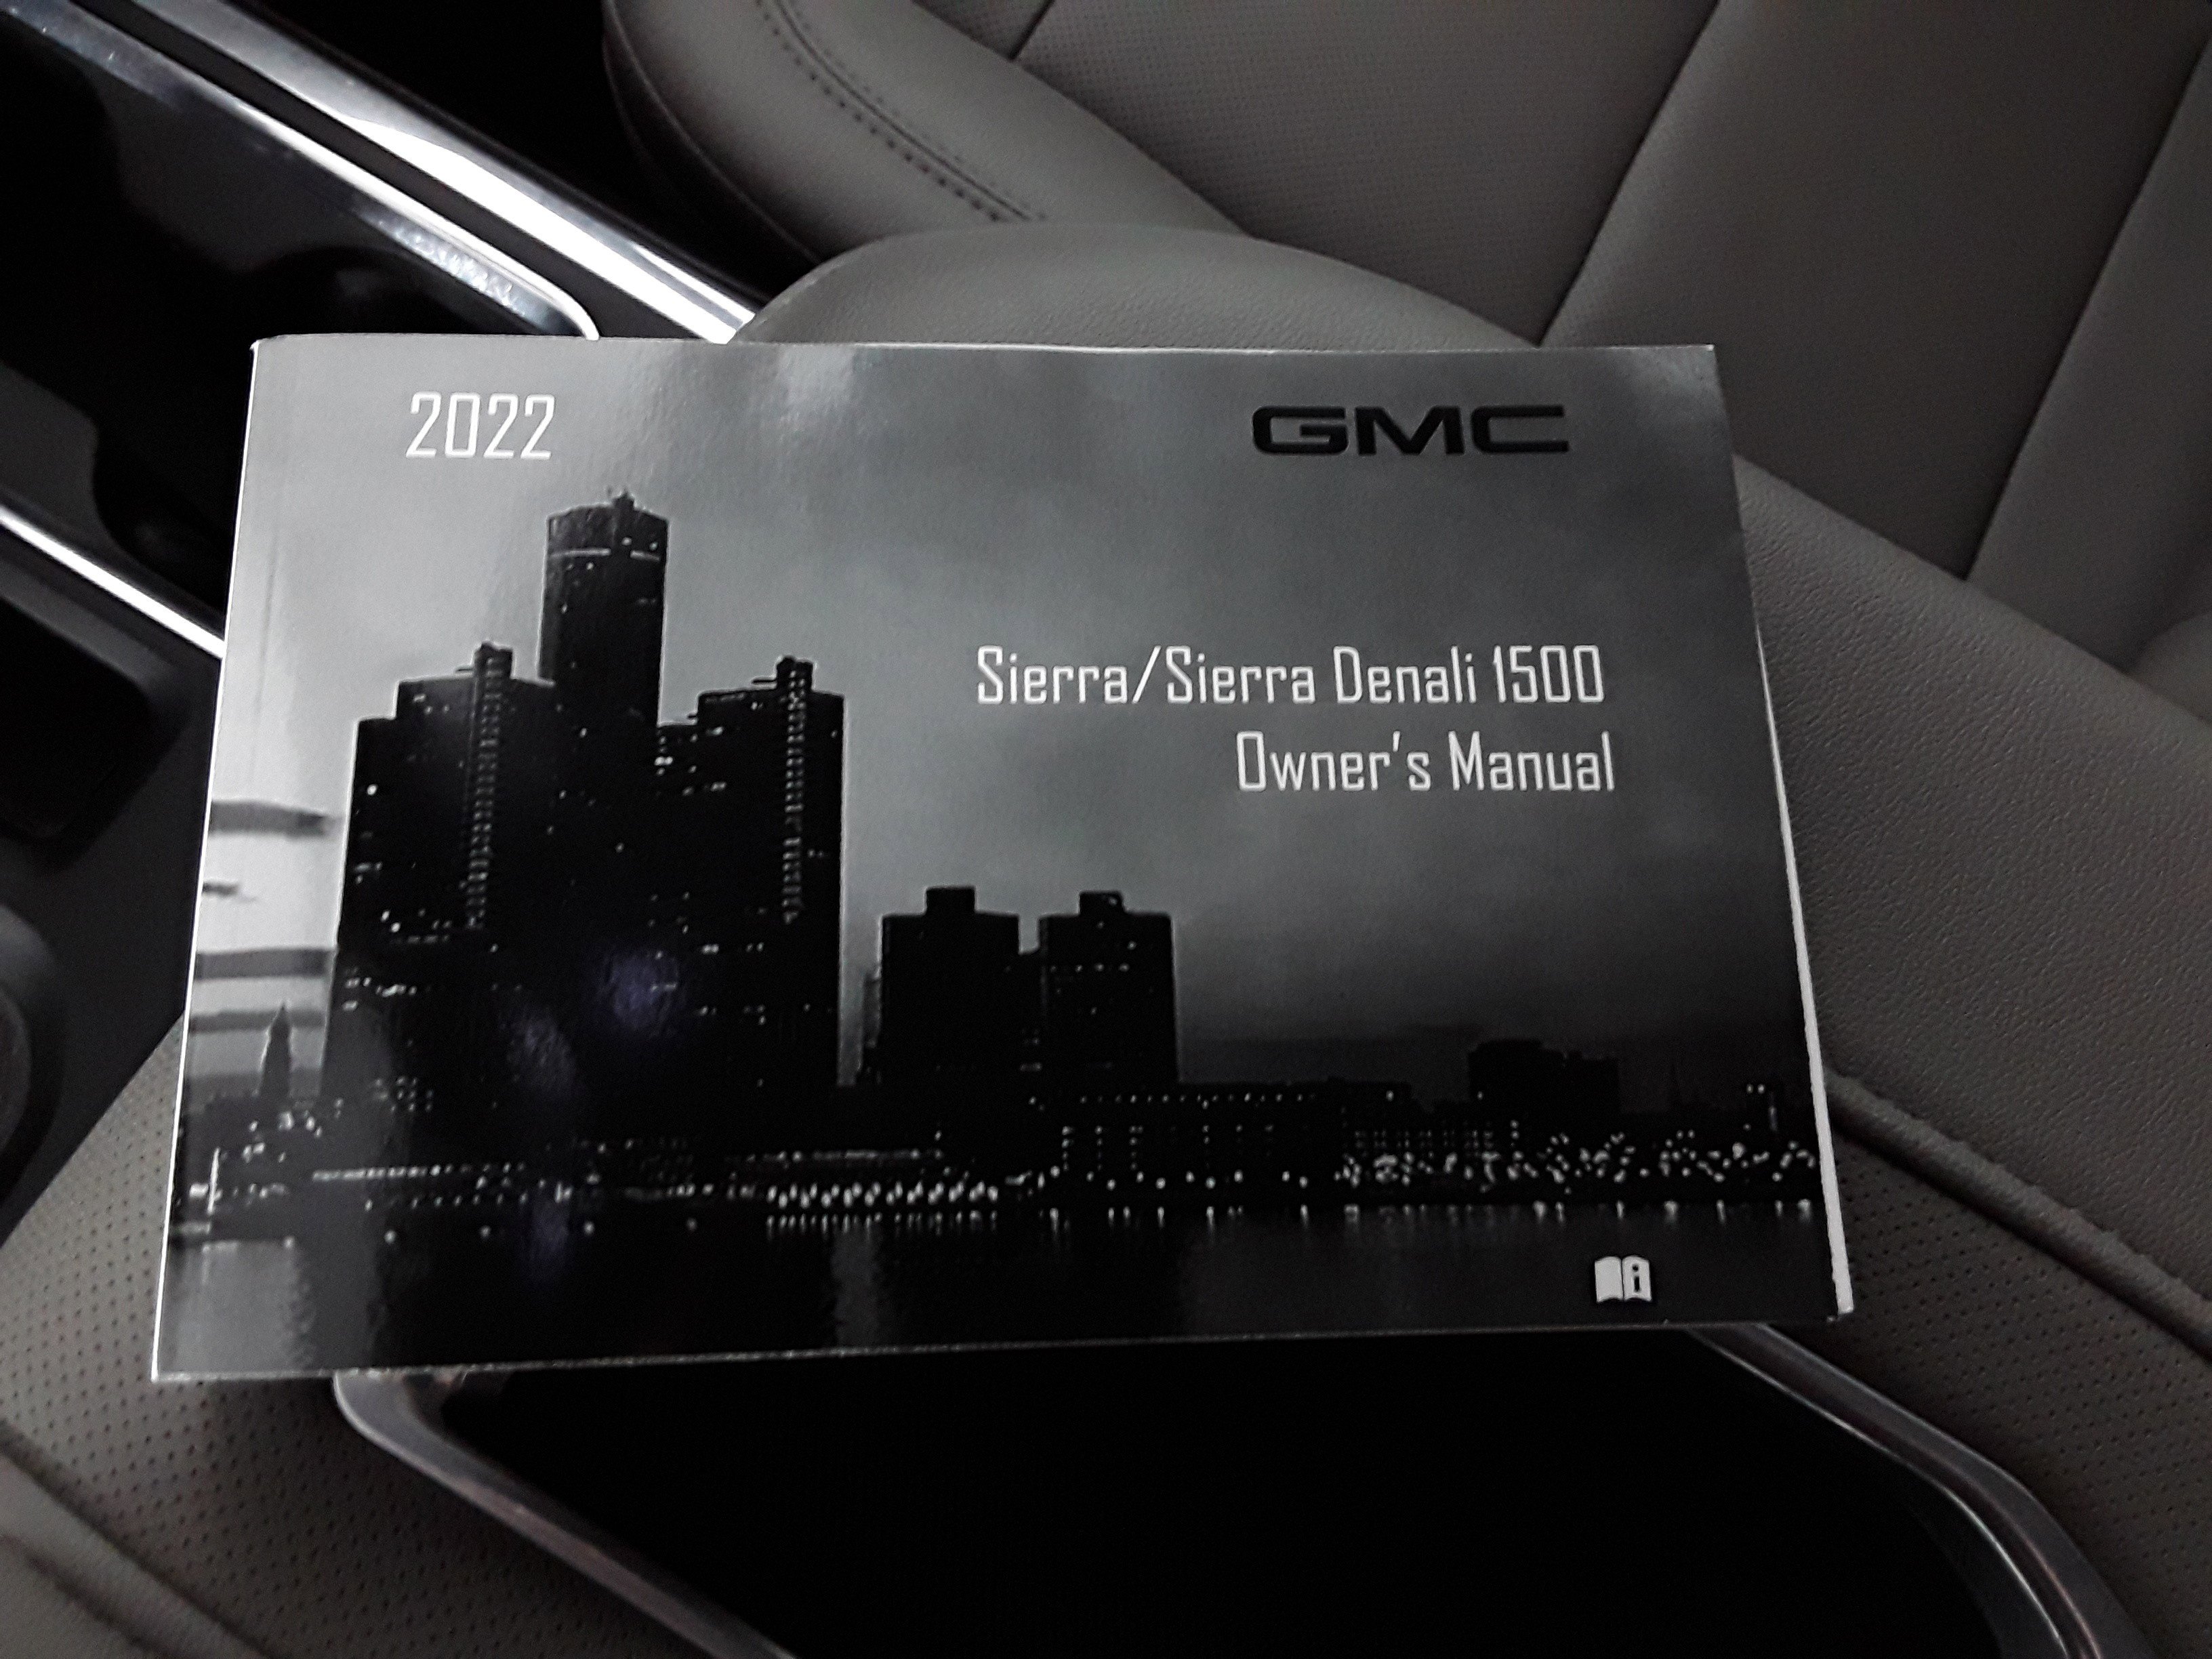 2022
GMC
Sierra/Sierra Denali 1500
Owner's Manual